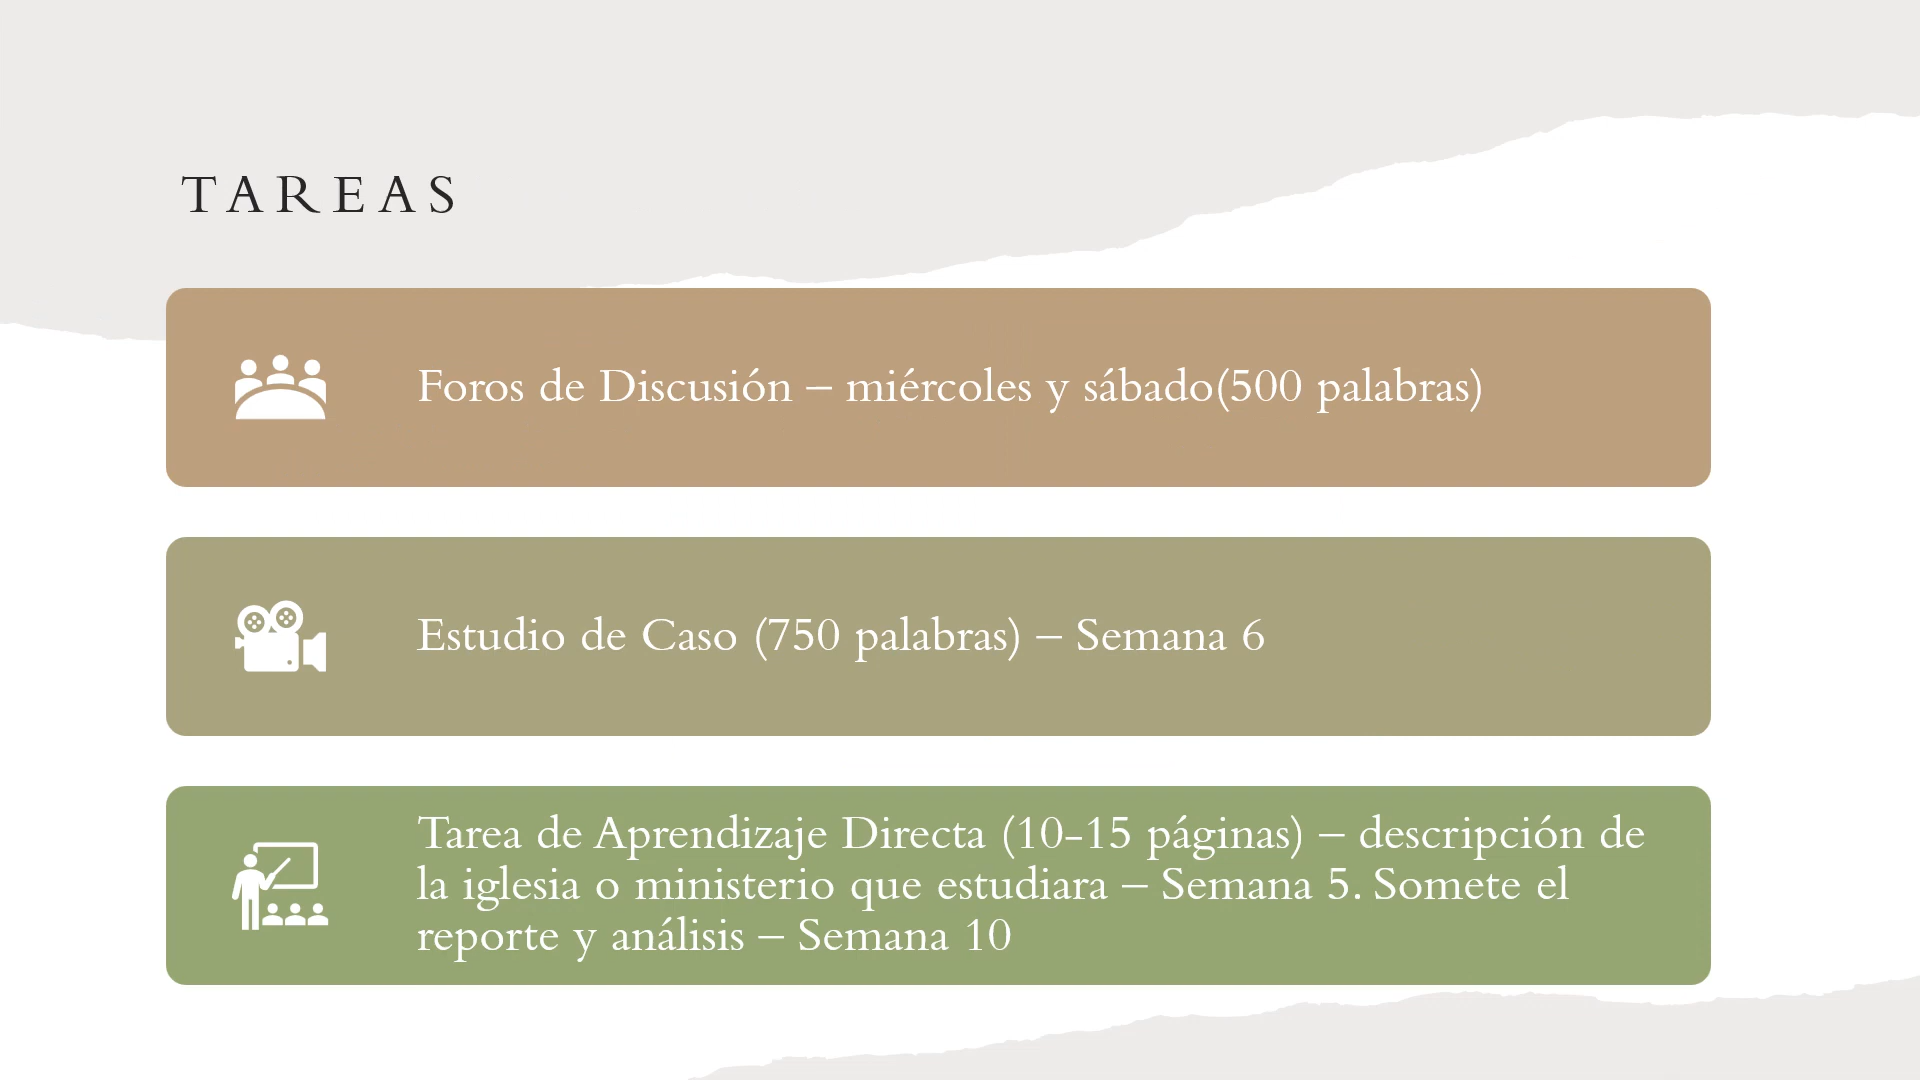 TAREAS
Foros de Discusión – miércoles y sábado(500 palabras)
Estudio de Caso (750 palabras) – Semana 6
Tarea de Aprendizaje Directa (10-15 páginas) – descripción de
la iglesia o ministerio que estudiara – Semana 5. Somete el
reporte y análisis – Semana 10